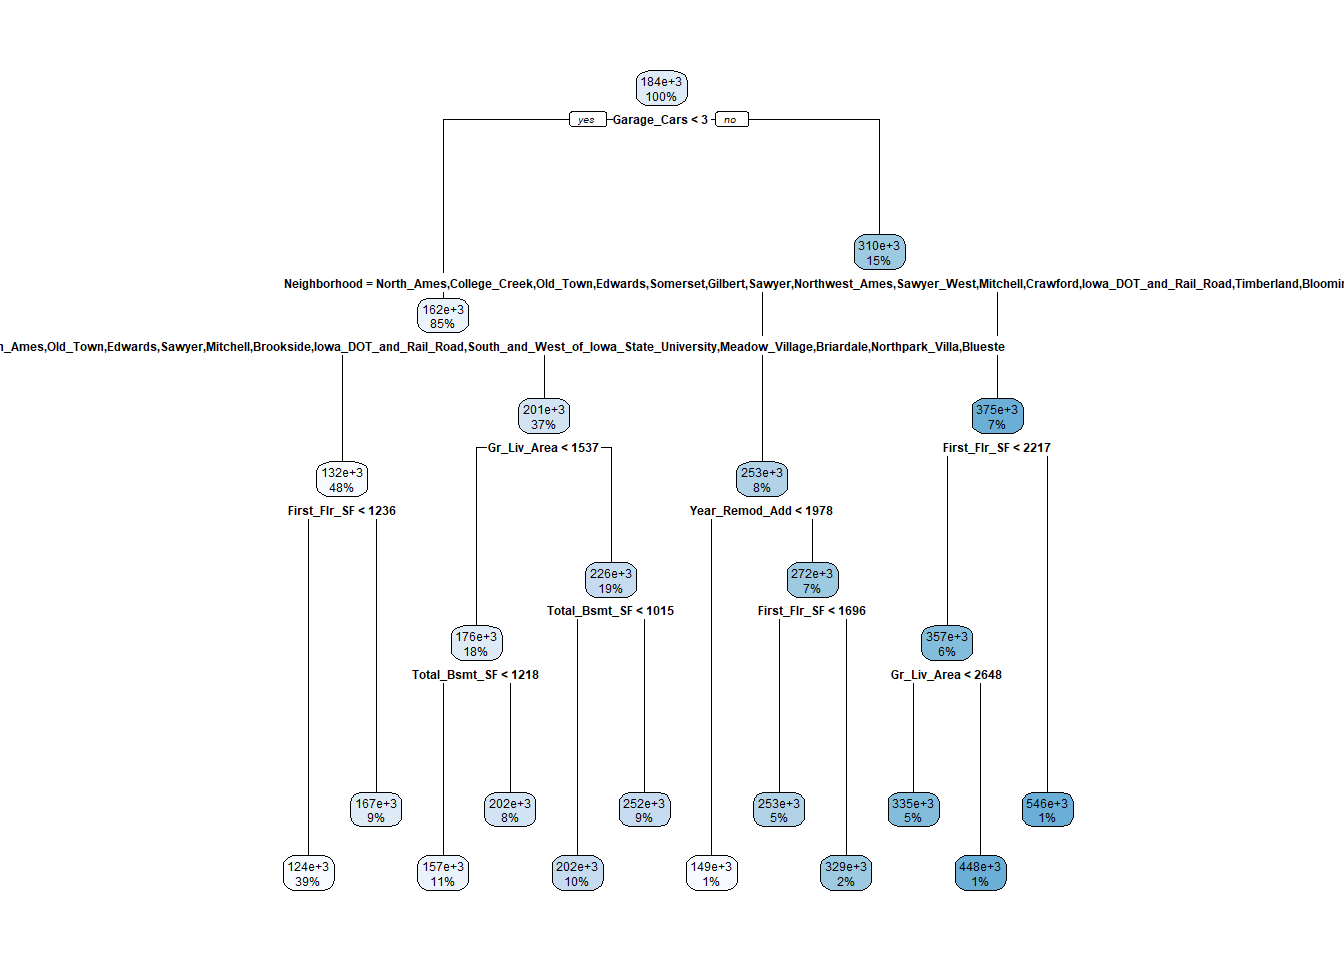 184e+3
100%
yes
Garage_Cars < 3
no
310e+3
15%
Neighborhood = North_Ames,College_Creek,Old_Town,Edwards,Somerset,Gilbert,Sawyer,Northwest_Ames,Sawyer_West,Mitchell,Crawford,Iowa_DOT_and_Rail_Road,Timberland,Bloomin
162e+3
85%
_Ames,Old_Town,Edwards,Sawyer,Mitchell,Brookside,Iowa_DOT_and_Rail_Road,South_and_West_of_Iowa_State_University,Meadow_Village,Briardale,Northpark_Villa,Blueste
201e+3
37%
375e+3
7%
Gr_Liv_Area < 1537
First_Flr_SF < 2217
132e+3
48%
253e+3
8%
First_Flr_SF < 1236
Year_Remod_Add < 1978
226e+3
19%
272e+3
7%
Total_Bsmt_SF < 1015
First_Flr_SF < 1696
176e+3
18%
357e+3
6%
Total_Bsmt_SF < 1218
Gr_Liv_Area < 2648
167e+3
9%
202e+3
8%
252e+3
9%
253e+3
5%
335e+3
5%
546e+3
1%
124e+3
39%
157e+3
11%
202e+3
10%
149e+3
1%
329e+3
2%
448e+3
1%